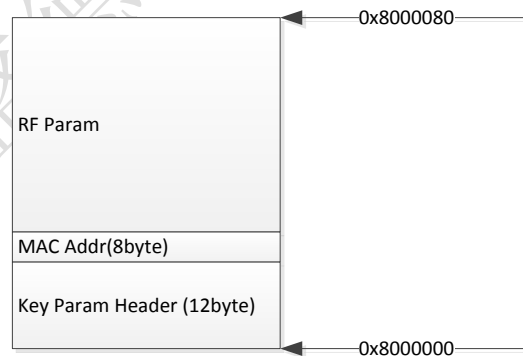 0x8000080
RF Param
MAC Addr(8byte)
Key Param Header (12byte)
0x8000000